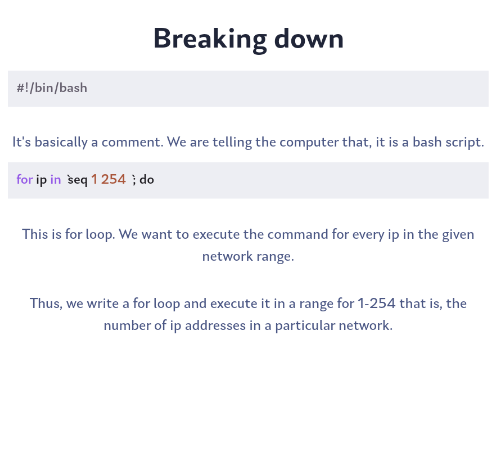 Breaking down
#!/bin/bash
It's basically a comment. We are telling the computer that, it is a bash script.
for ip in `seq 1 254 `; do
This is for loop. We want to execute the command for every ip in the given
network range.
Thus, we write a for loop and execute it in a range for 1-254 that is, the
number of ip addresses in a particular network.